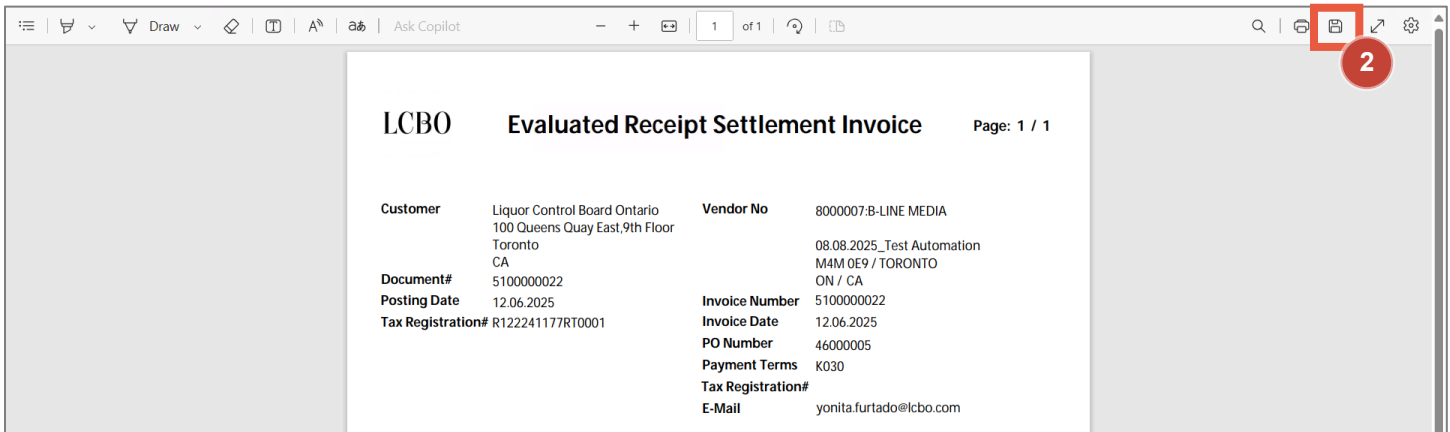 Draw
A
aあ
Ask Copilot
1
of 1
2
LCBO
Evaluated Receipt Settlement Invoice
Page: 1 / 1
Customer
Liquor Control Board Ontario
100 Queens Quay East,9th Floor
Toronto
CA
Document# 5100000022
Posting Date 12.06.2025
Tax Registration# R122241177RT0001
Vendor No 8000007:B-LINE MEDIA
08.08.2025_Test Automation
M4M 0E9 / TORONTO
ON / CA
Invoice Number 5100000022
Invoice Date 12.06.2025
PO Number 46000005
Payment Terms K030
Tax Registration#
E-Mail yonita.furtado@lcbo.com